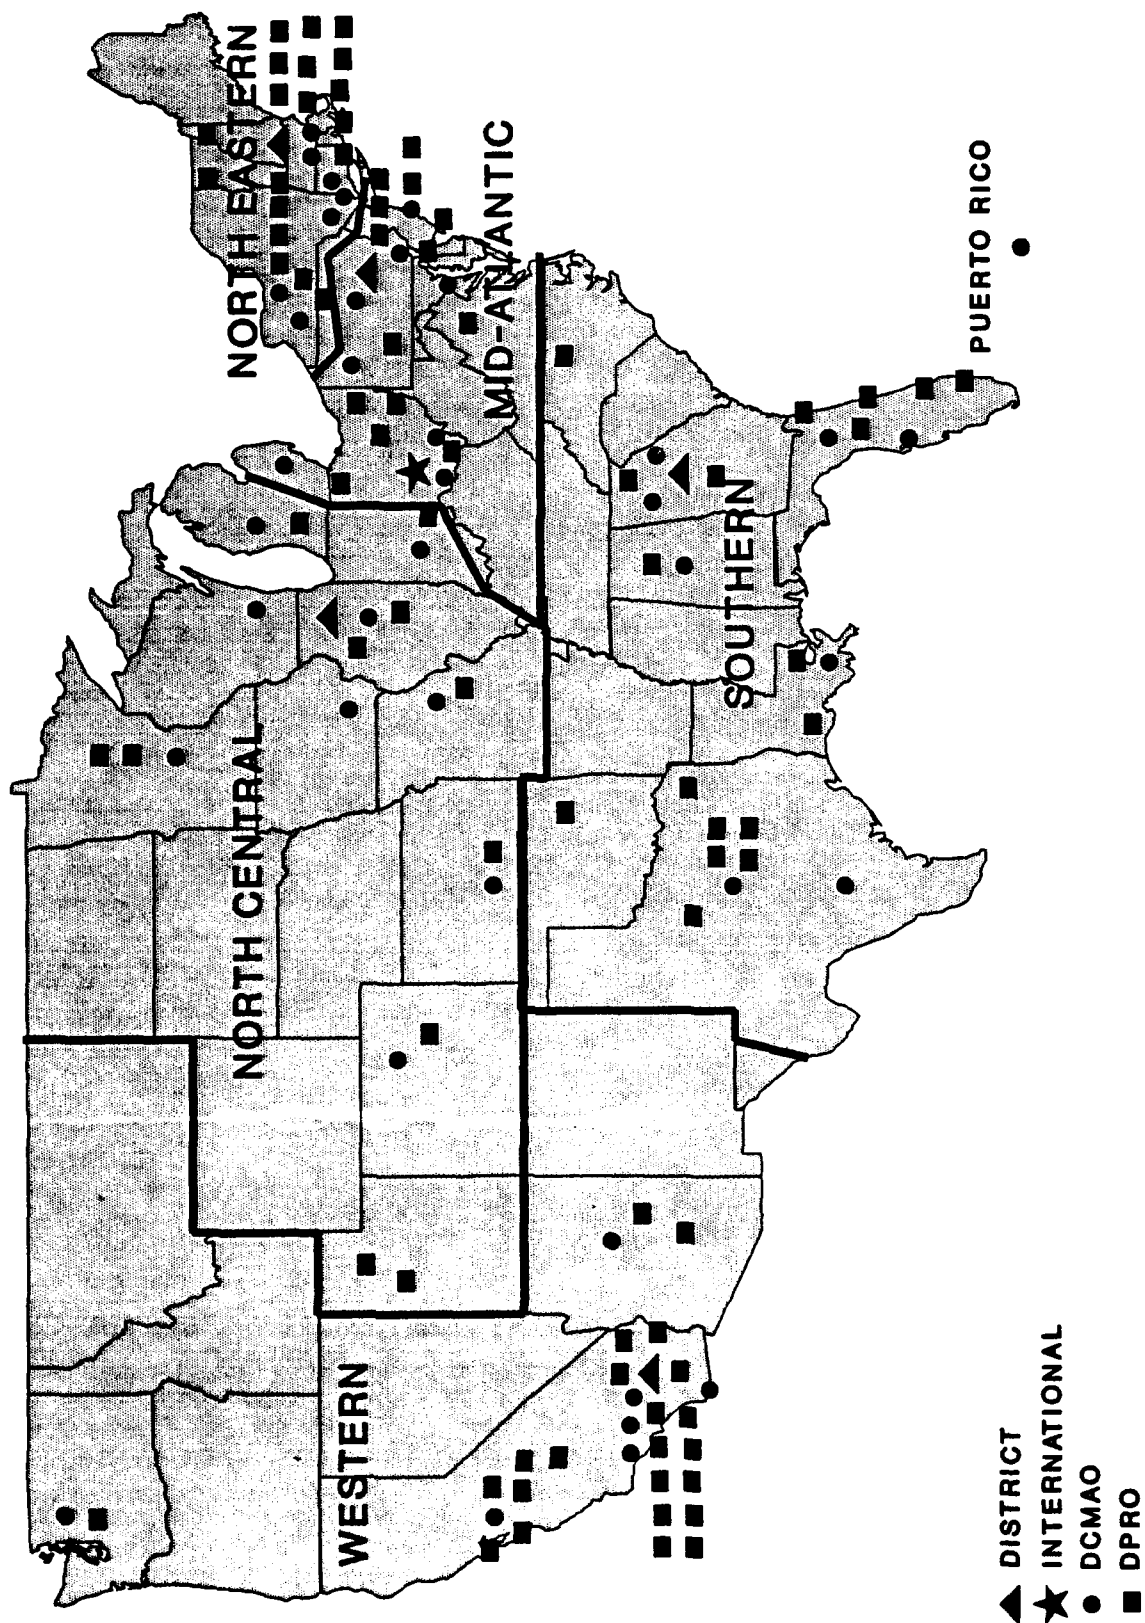 NORTH EASTERN
MID-ATLANTIC
NORTH CENTRAL
SOUTHERN
WESTERN
PUERTO RICO
DISTRICT
INTERNATIONAL
DCMAO
DPRO